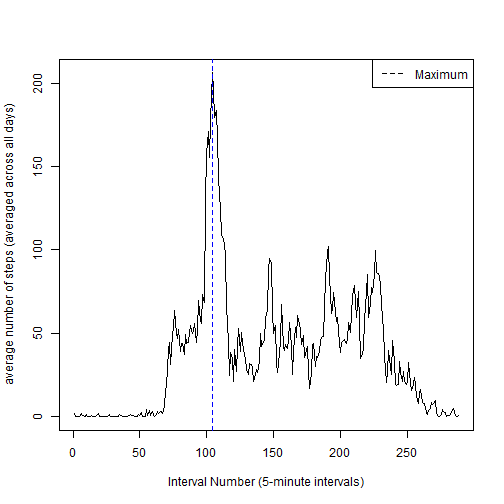 Maximum
average number of steps (averaged across all days)
200
150
100
50
0
0 50 100 150 200 250
Interval Number (5-minute intervals)